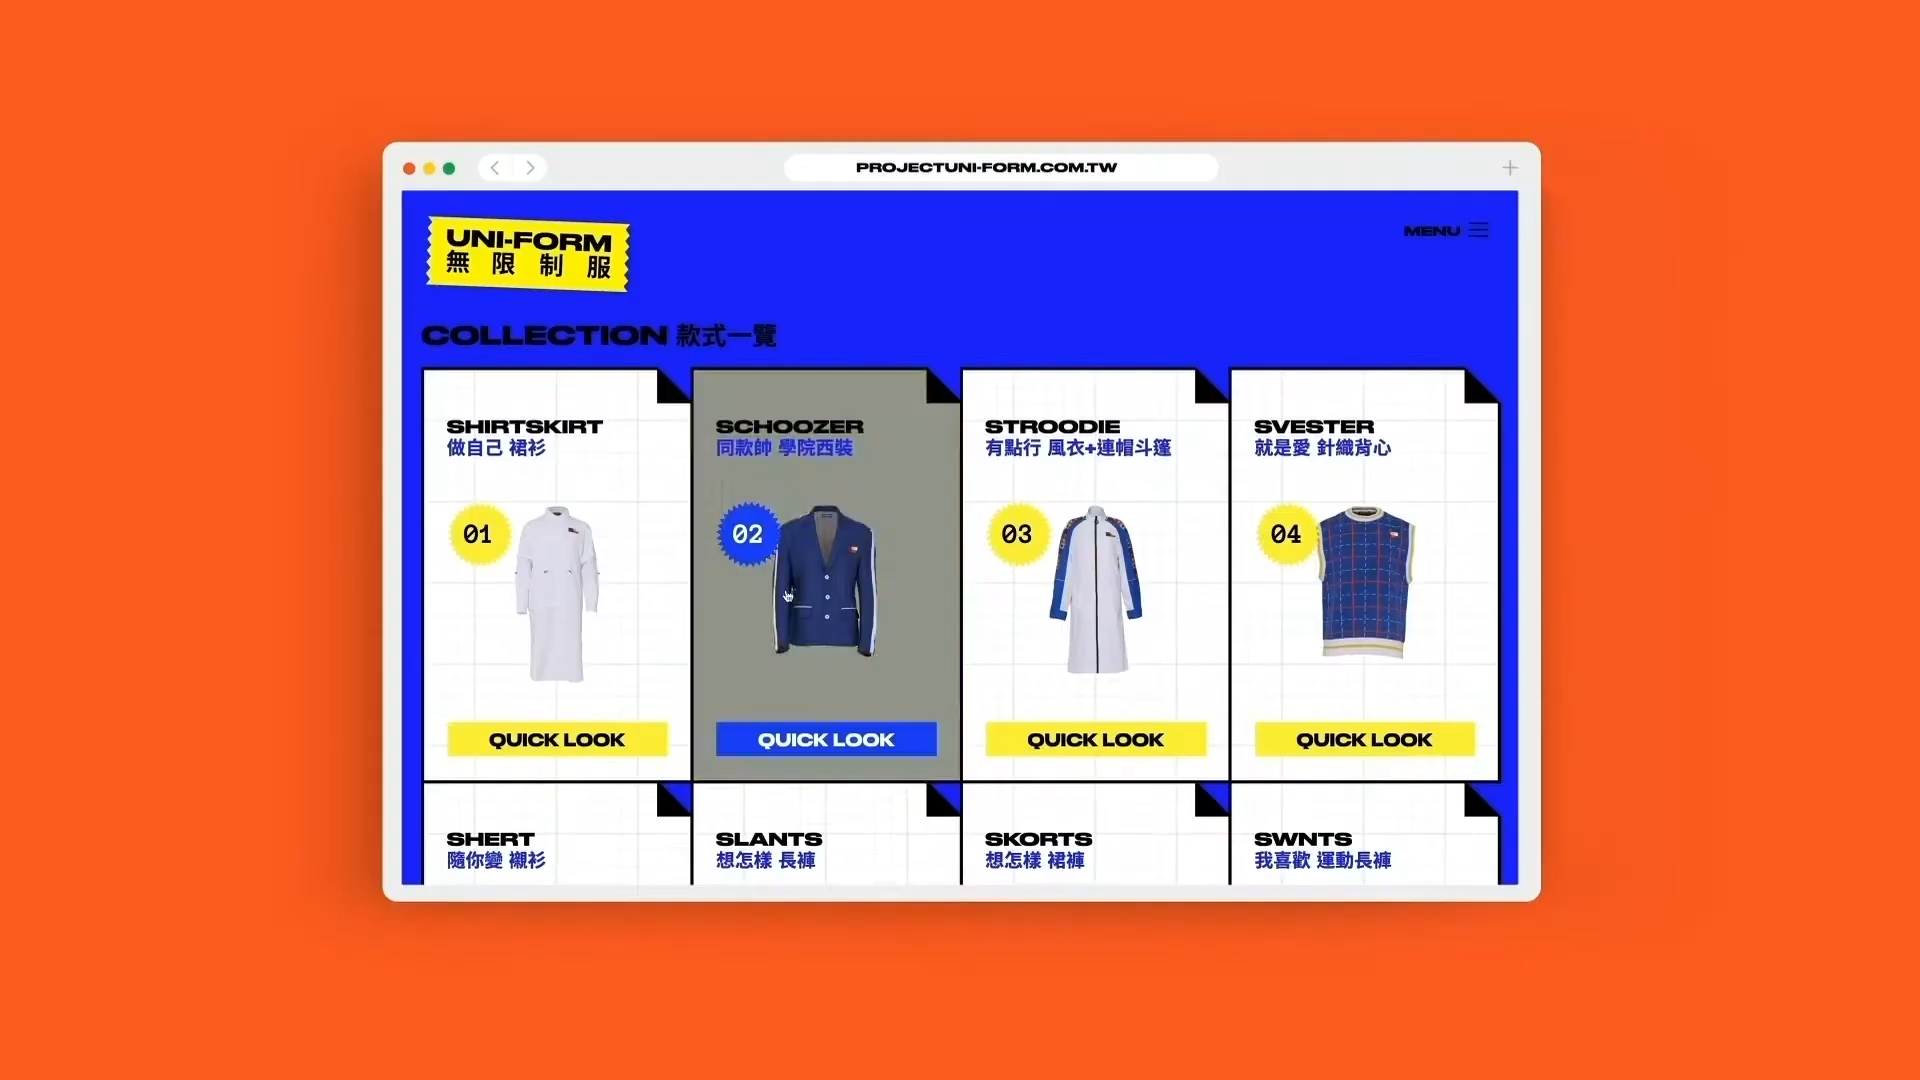 PROJECTUNI-FORM.COM.TW
UNI-FORM
無限制服
MENU
COLLECTION 款式一覽
SHIRTSKIRT
做自己 裙衫
01
QUICK LOOK
SCHOOZER
同款帥 學院西裝
02
QUICK LOOK
STROODIE
有點行 風衣+連帽斗篷
03
QUICK LOOK
SVESTER
就是愛 針織背心
04
QUICK LOOK
SHERT
隨你變 襯衫
SLANTS
想怎樣 長褲
SKORTS
想怎樣 裙褲
SWNTS
我喜歡 運動長褲